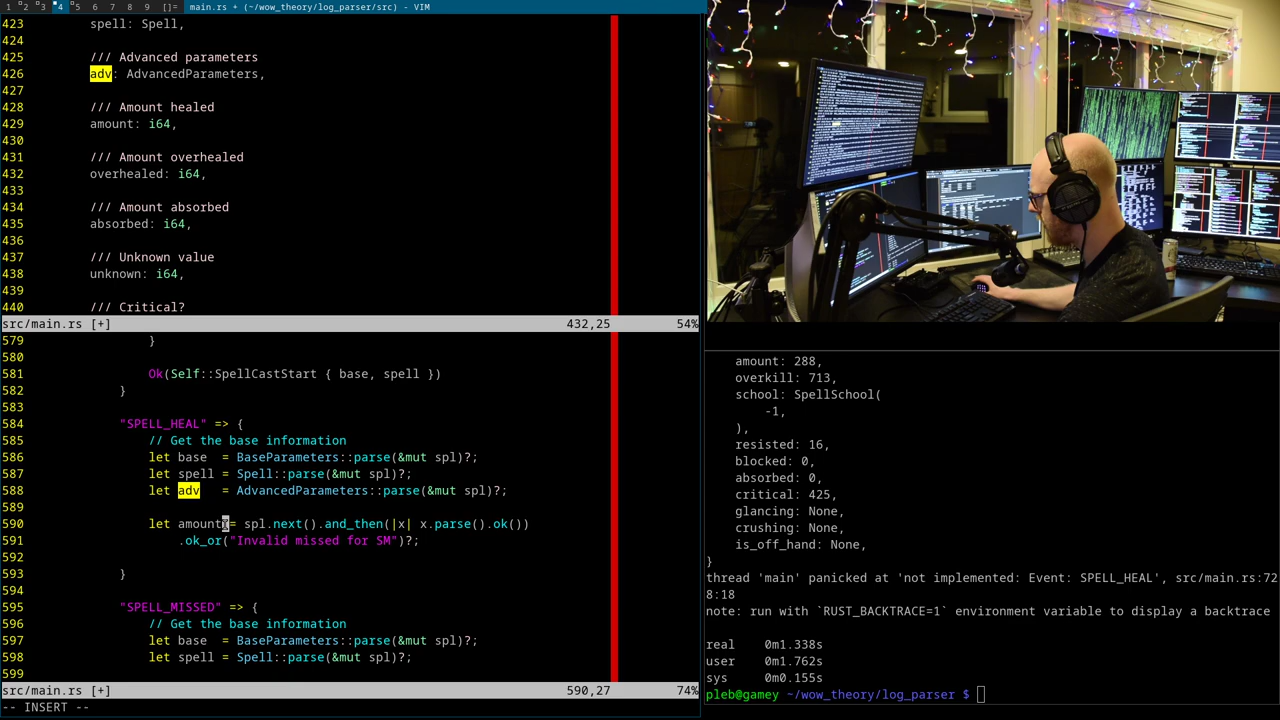 1 2 3 4 5 6 7 8 9 []= main.rs + (~/wow_theory/log_parser/src) - VIM
423 spell: Spell,
424
425 /// Advanced parameters
426 adv: AdvancedParameters,
427
428 /// Amount healed
429 amount: i64,
430
431 /// Amount overhealed
432 overhealed: i64,
433
434 /// Amount absorbed
435 absorbed: i64,
436
437 /// Unknown value
438 unknown: i64,
439
440 /// Critical?
src/main.rs [+] 432,25 54%
579 }
580
581 Ok(Self::SpellCastStart { base, spell })
582 }
583
584 "SPELL_HEAL" => {
585 // Get the base information
586 let base = BaseParameters::parse(&mut spl)?;
587 let spell = Spell::parse(&mut spl)?;
588 let adv = AdvancedParameters::parse(&mut spl)?;
589
590 let amount = spl.next().and_then(|x| x.parse().ok())
591 .ok_or("Invalid missed for SM")?;
592
593 }
594
595 "SPELL_MISSED" => {
596 // Get the base information
597 let base = BaseParameters::parse(&mut spl)?;
598 let spell = Spell::parse(&mut spl)?;
599
src/main.rs [+] 590,27 74%
-- INSERT --
amount: 288,
overkill: 713,
school: SpellSchool(
-1,
),
resisted: 16,
blocked: 0,
absorbed: 0,
critical: 425,
glancing: None,
crushing: None,
is_off_hand: None,
}
thread 'main' panicked at 'not implemented: Event: SPELL_HEAL', src/main.rs:72
8:18
note: run with `RUST_BACKTRACE=1` environment variable to display a backtrace
real 0m1.338s
user 0m1.762s
sys 0m0.155s
pleb@gamey ~/wow_theory/log_parser $